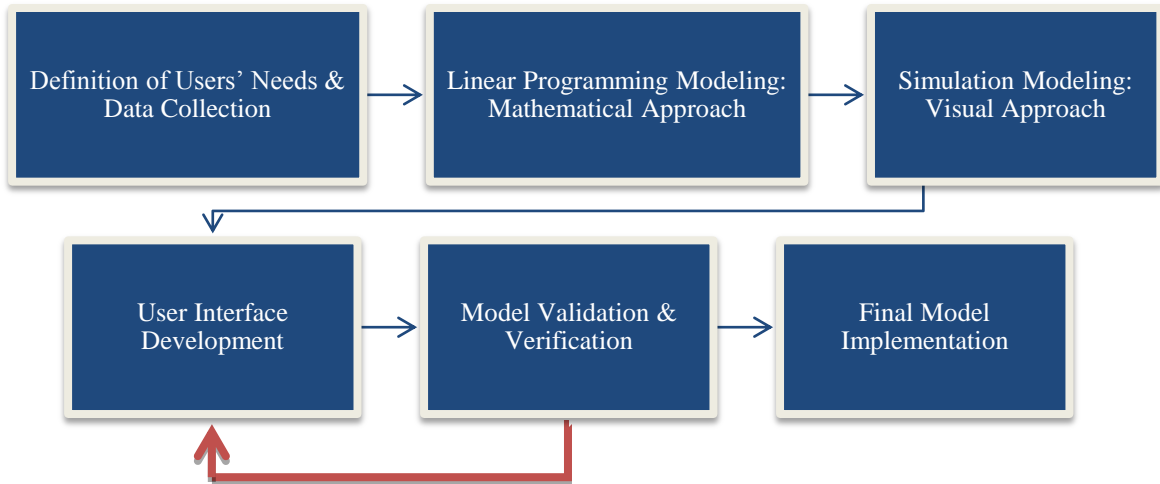 Definition of Users’ Needs &
Data Collection
Linear Programming Modeling:
Mathematical Approach
Simulation Modeling:
Visual Approach
User Interface
Development
Model Validation &
Verification
Final Model
Implementation